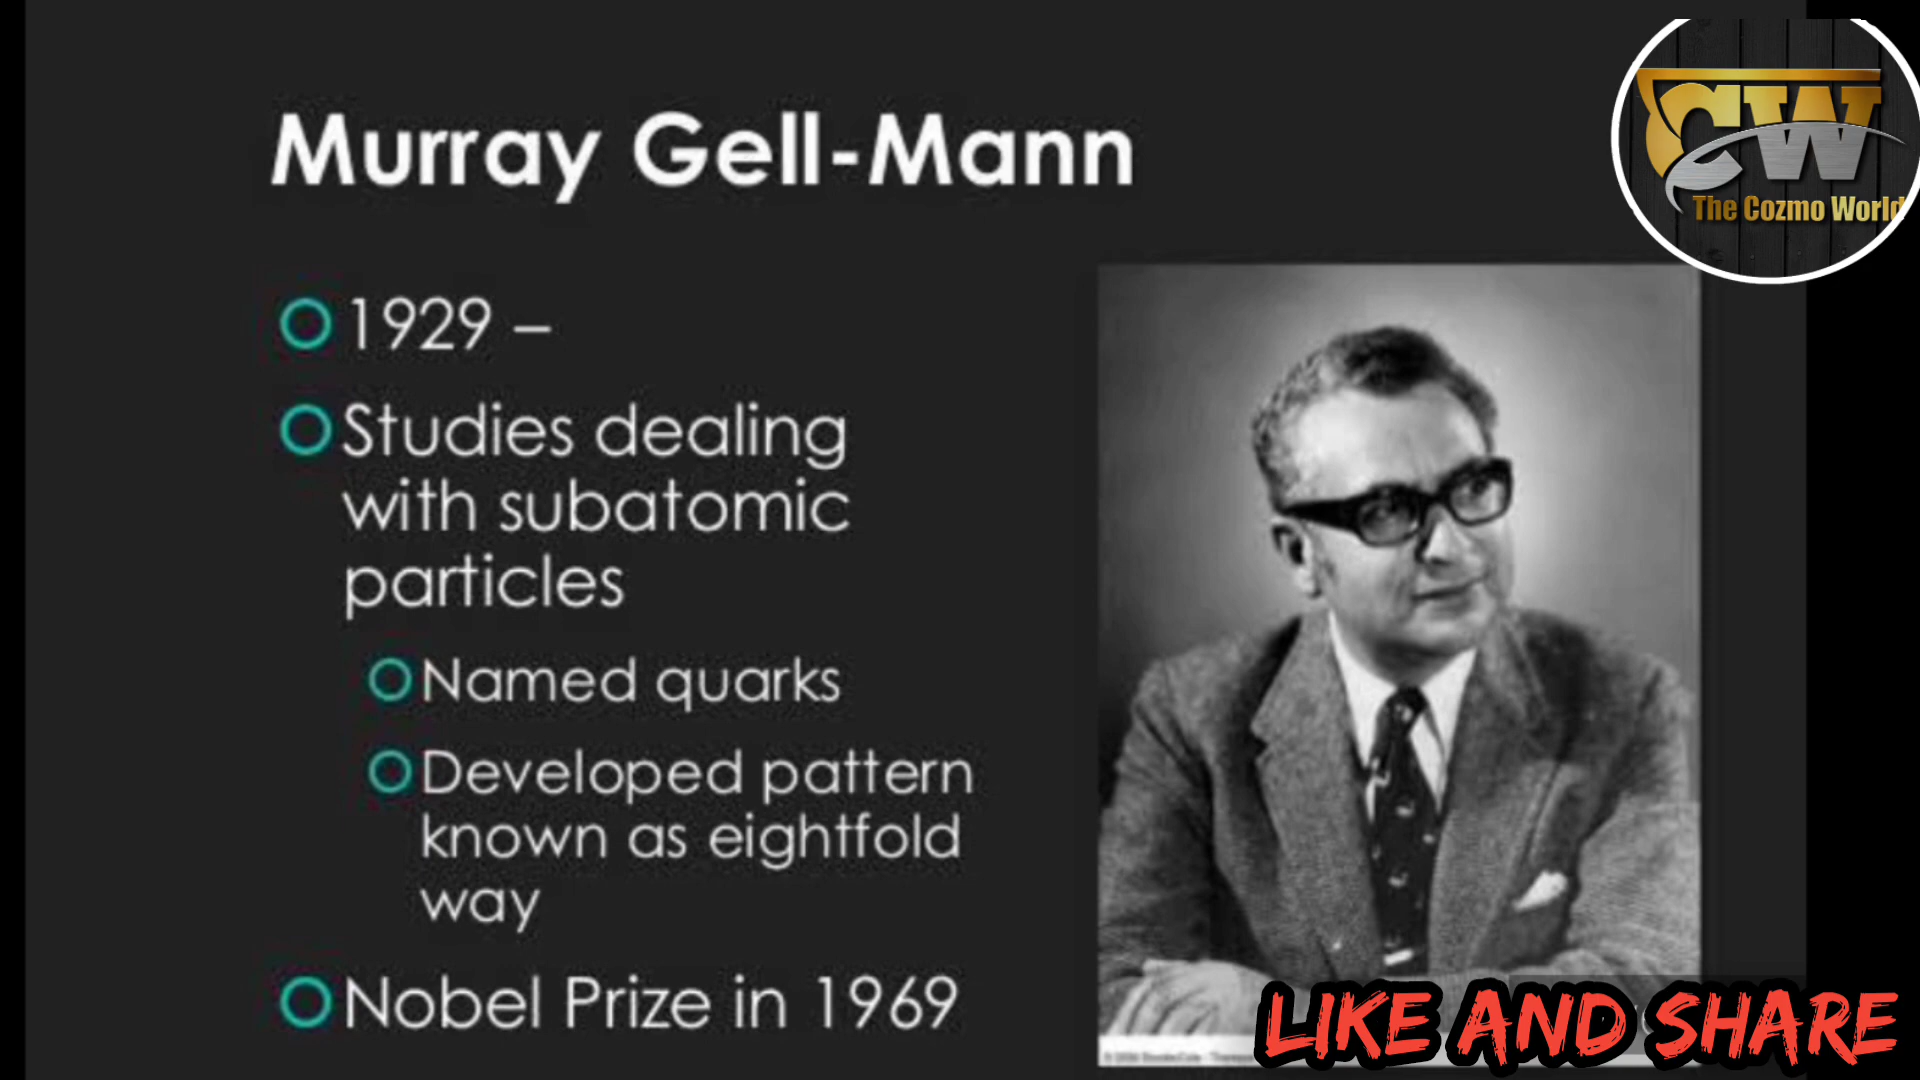 Murray Gell-Mann
CW
The Cozmo World
1929 –
Studies dealing
with subatomic
particles
Named quarks
Developed pattern
known as eightfold
way
Nobel Prize in 1969
LIKE AND SHARE